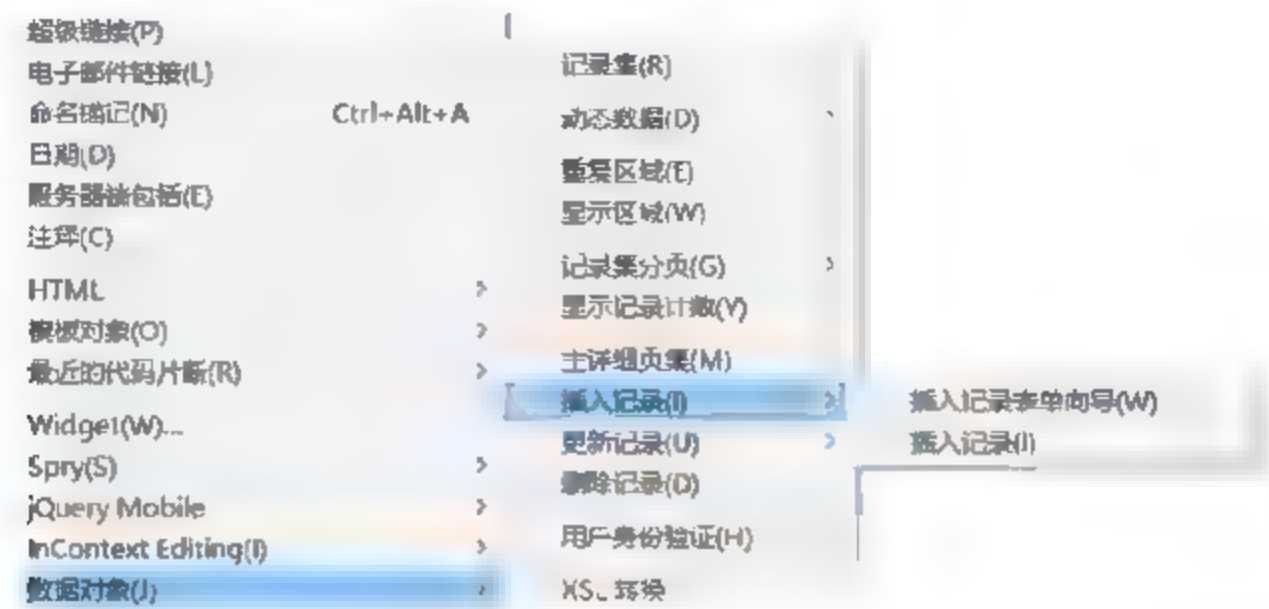 超级链接(P)
电子邮件链接(L)
命名锚记(N) Ctrl+Alt+A
日期(D)
服务器端包括(E)
注释(C)
HTML
模板对象(O)
最近的代码片断(R)
Widget(W)...
Spry(S)
jQuery Mobile
InContext Editing(I)
数据对象(J)
记录集(R)
动态数据(D)
重复区域(E)
显示区域(W)
记录集分页(G)
显示记录计数(Y)
主详细页集(M)
插入记录(I)
更新记录(U)
删除记录(D)
用户身份验证(H)
XSL 转换
插入记录表单向导(W)
插入记录(I)